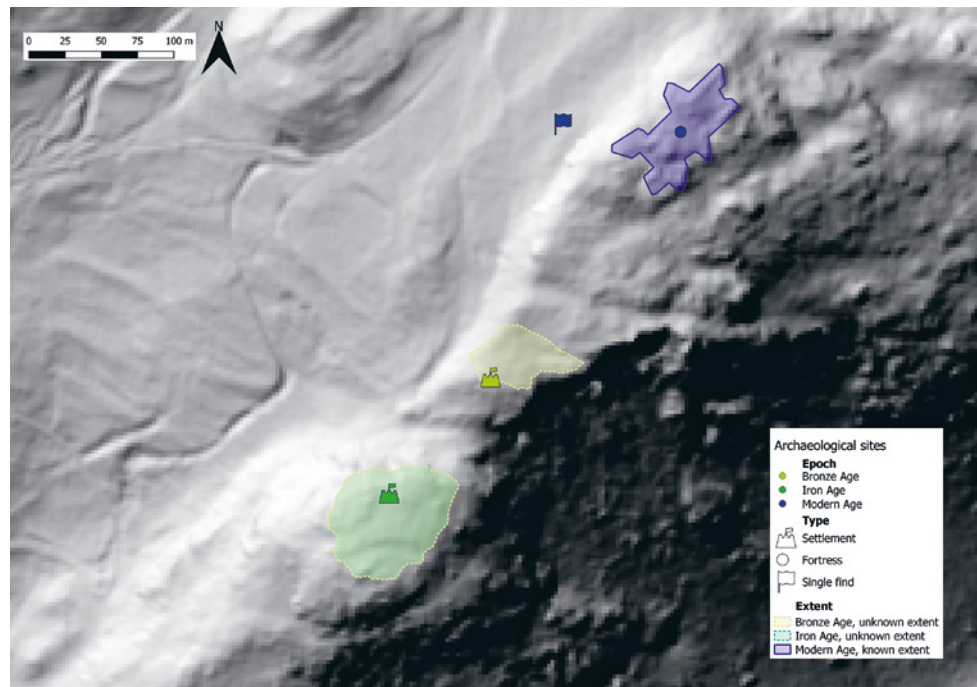 N
0 25 50 75 100 m
Archaeological sites
Epoch
Bronze Age
Iron Age
Modern Age
Type
Settlement
Fortress
Single find
Extent
Bronze Age, unknown extent
Iron Age, unknown extent
Modern Age, known extent